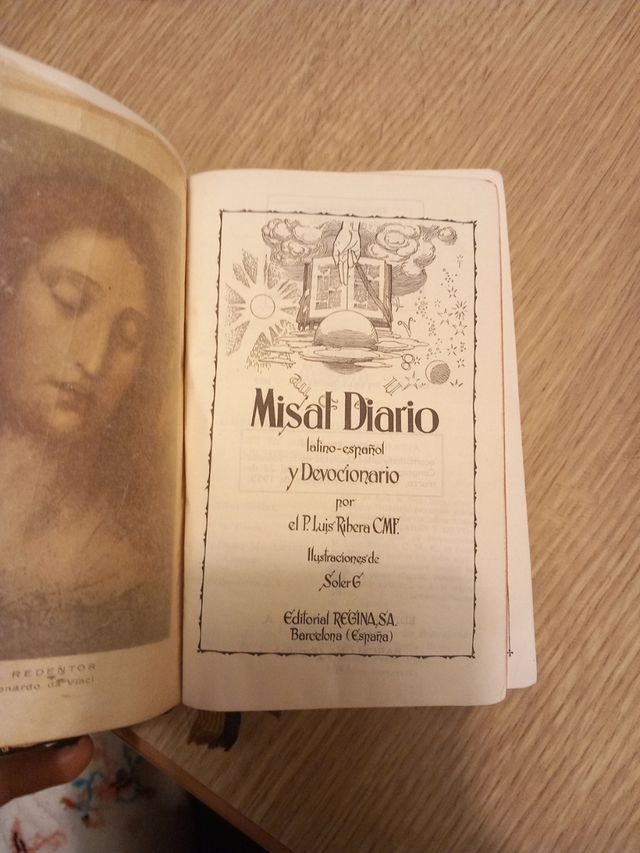 REDENTOR
onardo da Vinci
Misal Diario
latino-español
y Devocionario
por
el P. Luis Ribera CMF.
Ilustraciones de
Soler G
Editorial REGINA, S.A.
Barcelona (España)